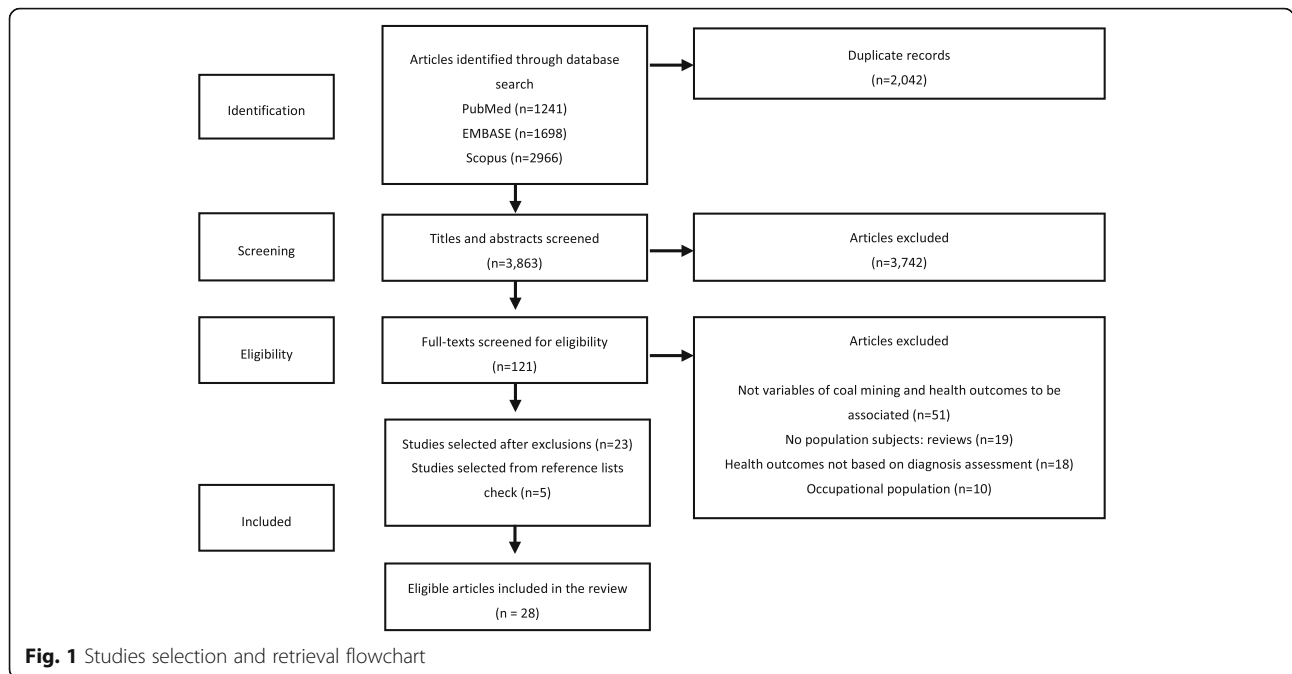 Identification
Articles identified through database
search
PubMed (n=1241)
EMBASE (n=1698)
Scopus (n=2966)
Duplicate records
(n=2,042)
Screening
Titles and abstracts screened
(n=3,863)
Articles excluded
(n=3,742)
Eligibility
Full-texts screened for eligibility
(n=121)
Articles excluded
Not variables of coal mining and health outcomes to be
associated (n=51)
No population subjects: reviews (n=19)
Health outcomes not based on diagnosis assessment (n=18)
Occupational population (n=10)
Included
Studies selected after exclusions (n=23)
Studies selected from reference lists
check (n=5)
Eligible articles included in the review
(n = 28)
Fig. 1 Studies selection and retrieval flowchart